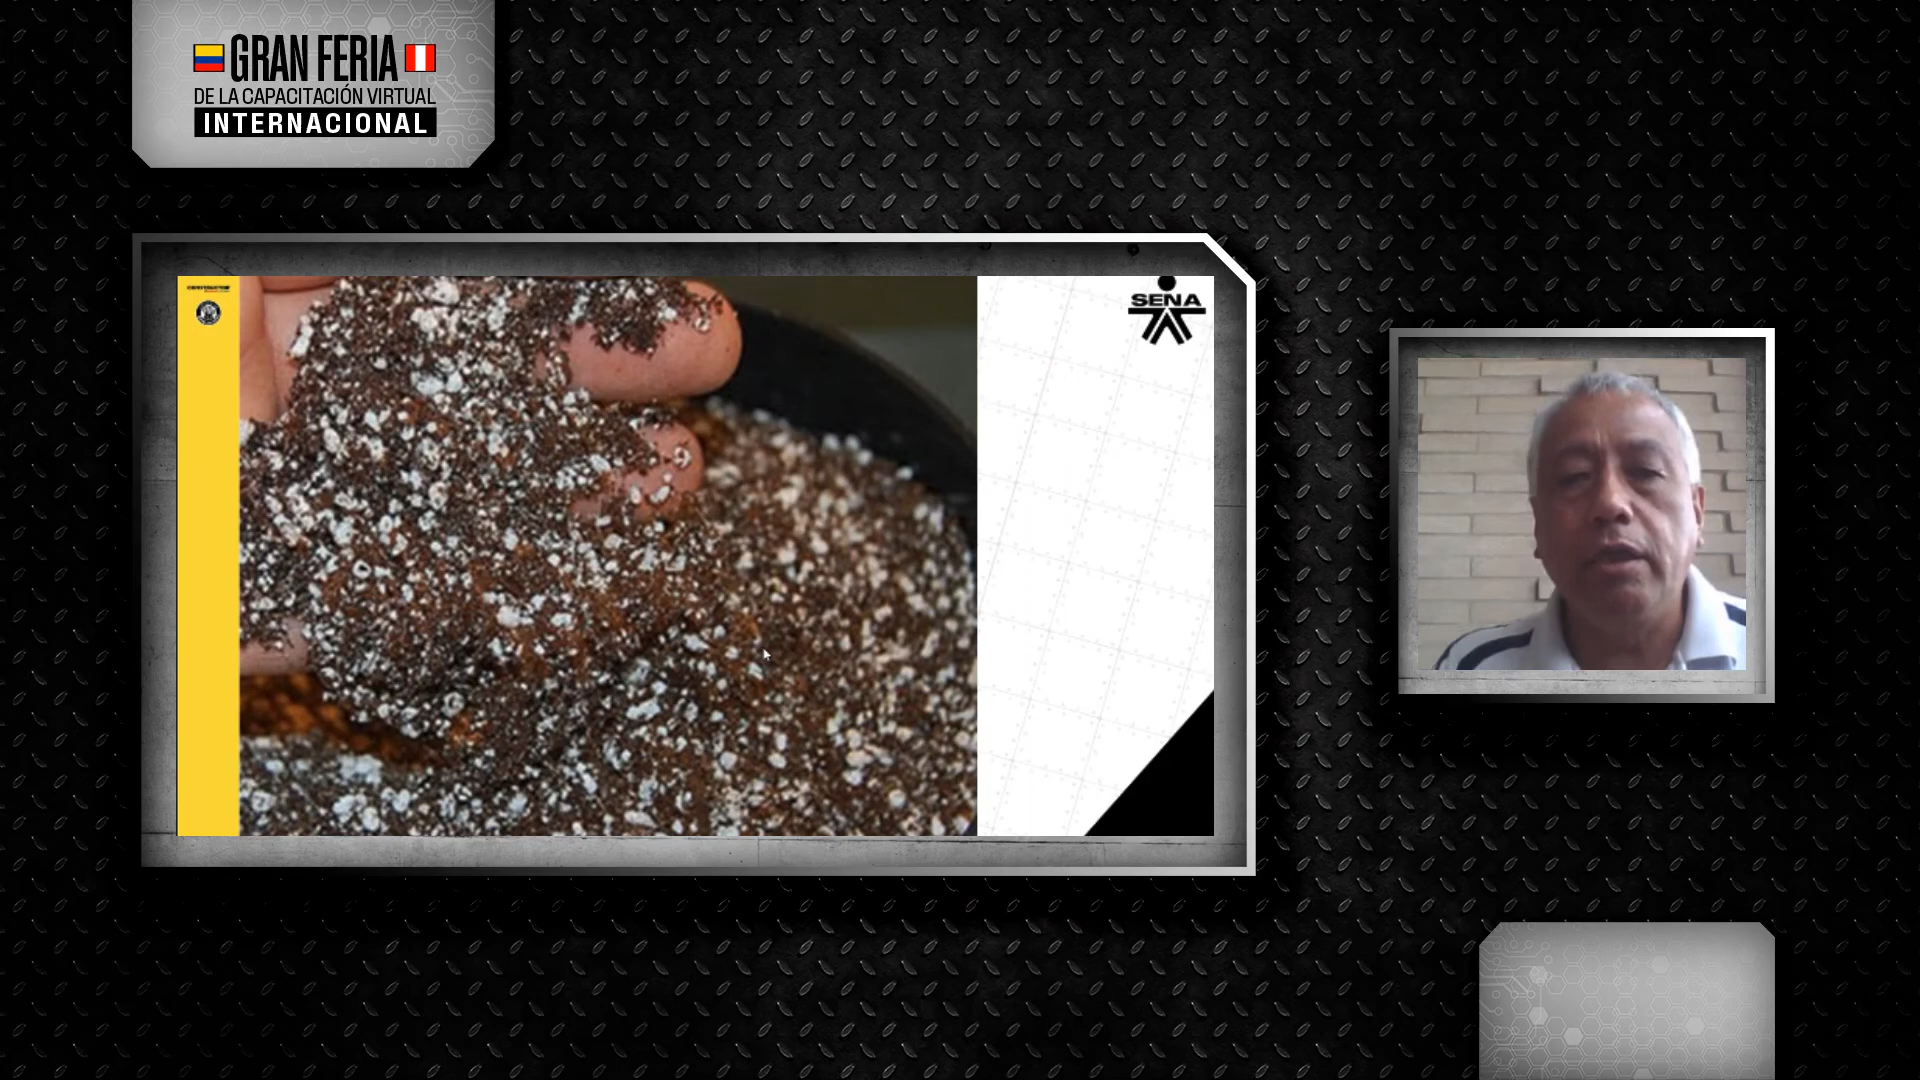 GRAN FERIA
DE LA CAPACITACIÓN VIRTUAL
INTERNACIONAL
SENA